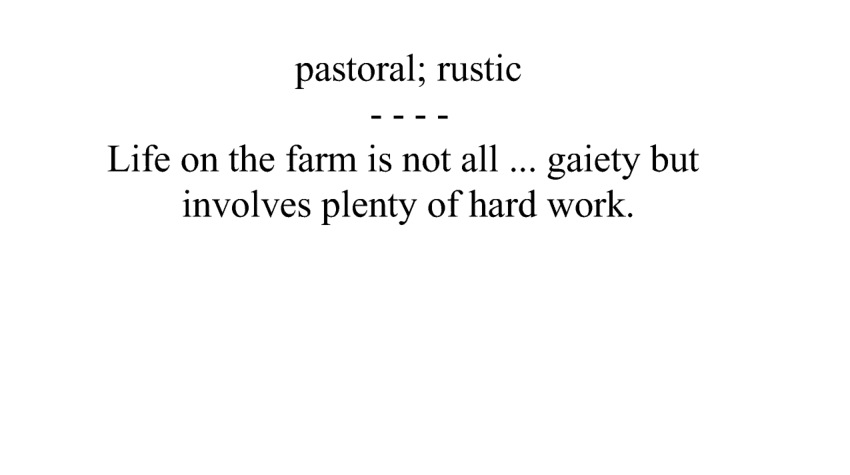 pastoral; rustic
- - - -
Life on the farm is not all ... gaiety but
involves plenty of hard work.